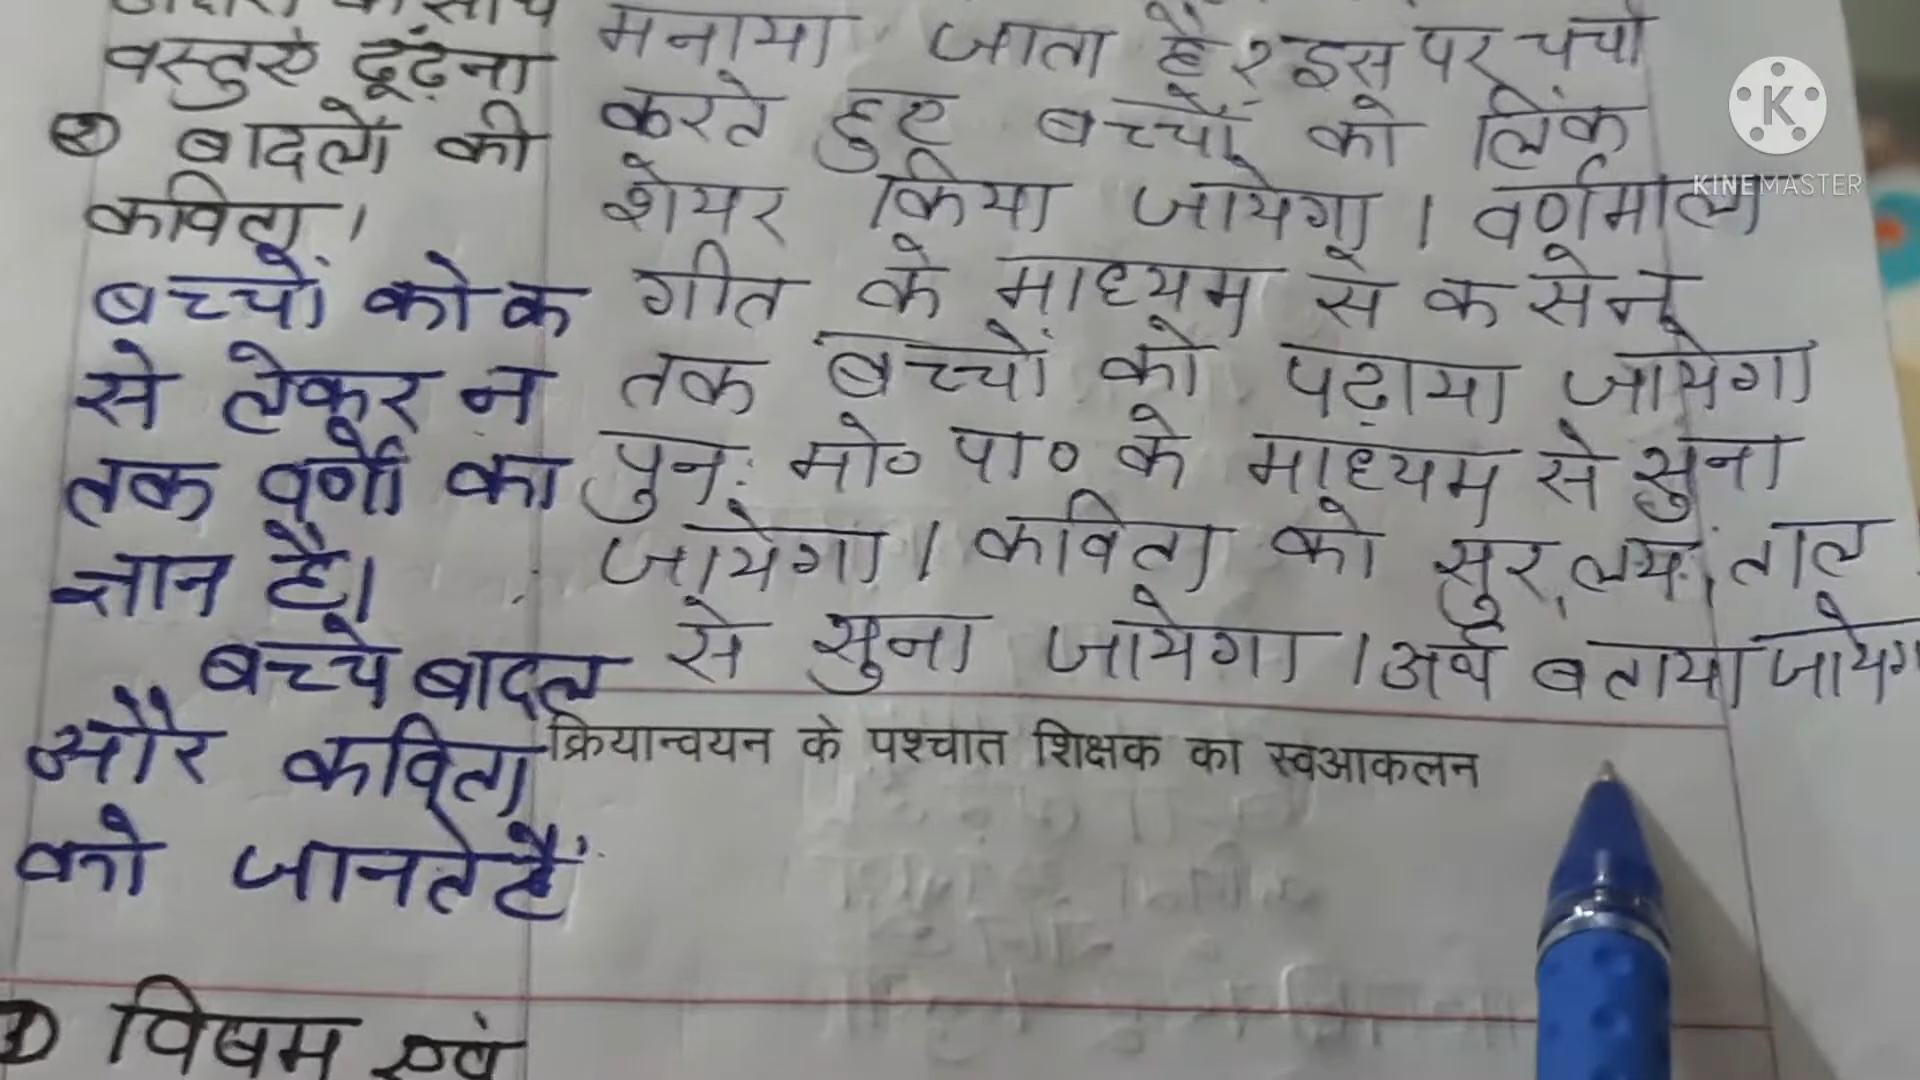 वस्तुएं ढूंढ़ना
② बादलों की
कविता।
बच्चों को क
से लेकर न
तक वर्णों का
ज्ञान है।
बच्चे बादल
और कविता
को जानते हैं
मनाया जाता है? इस पर चर्चा
करते हुए बच्चों को लिंक
शेयर किया जायेगा। वर्णमाला
गीत के माध्यम से क से न
तक बच्चों को पढ़ाया जायेगा
पुनः मो० पा० के माध्यम से सुना
जायेगा। कविता को सुर, लय, ताल
से सुना जायेगा। अर्थ बताया जायेगा
क्रियान्वयन के पश्चात शिक्षक का स्वआकलन
विषम एवं
K
KINEMASTER